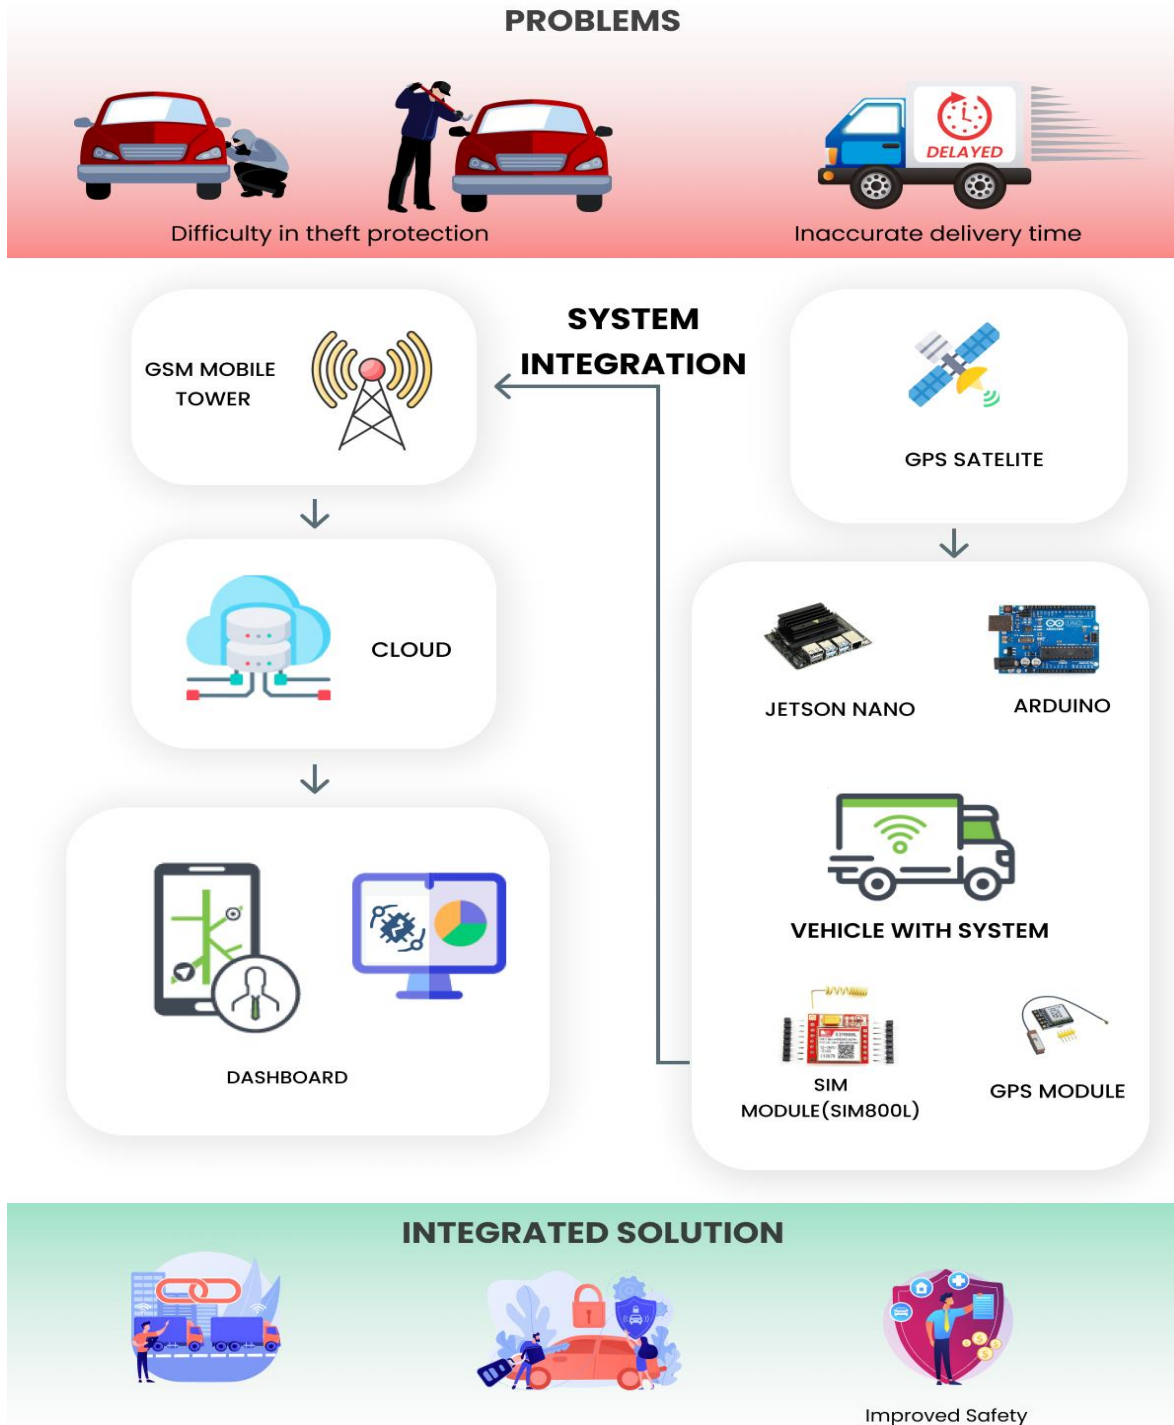 PROBLEMS
DELAYED
Difficulty in theft protection
Inaccurate delivery time
SYSTEM
INTEGRATION
GSM MOBILE
TOWER
GPS SATELITE
CLOUD
JETSON NANO
ARDUINO
VEHICLE WITH SYSTEM
DASHBOARD
SIM
MODULE(SIM800L)
GPS MODULE
INTEGRATED SOLUTION
Improved Safety